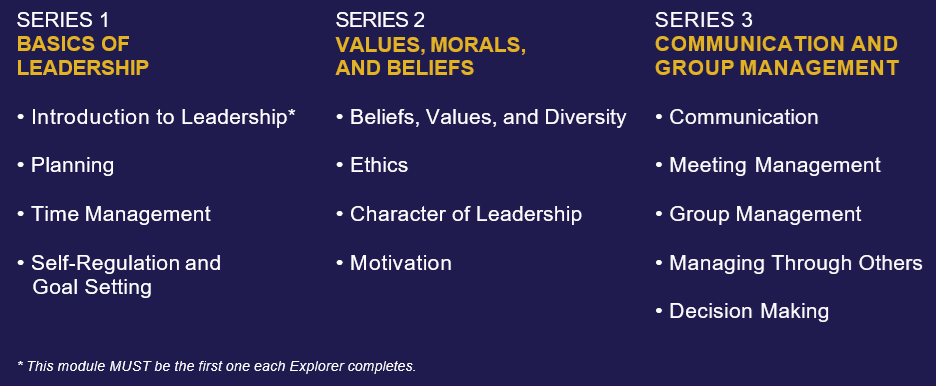 SERIES 1
BASICS OF
LEADERSHIP
• Introduction to Leadership*
• Planning
• Time Management
• Self-Regulation and
Goal Setting
SERIES 2
VALUES, MORALS,
AND BELIEFS
• Beliefs, Values, and Diversity
• Ethics
• Character of Leadership
• Motivation
SERIES 3
COMMUNICATION AND
GROUP MANAGEMENT
• Communication
• Meeting Management
• Group Management
• Managing Through Others
• Decision Making
* This module MUST be the first one each Explorer completes.